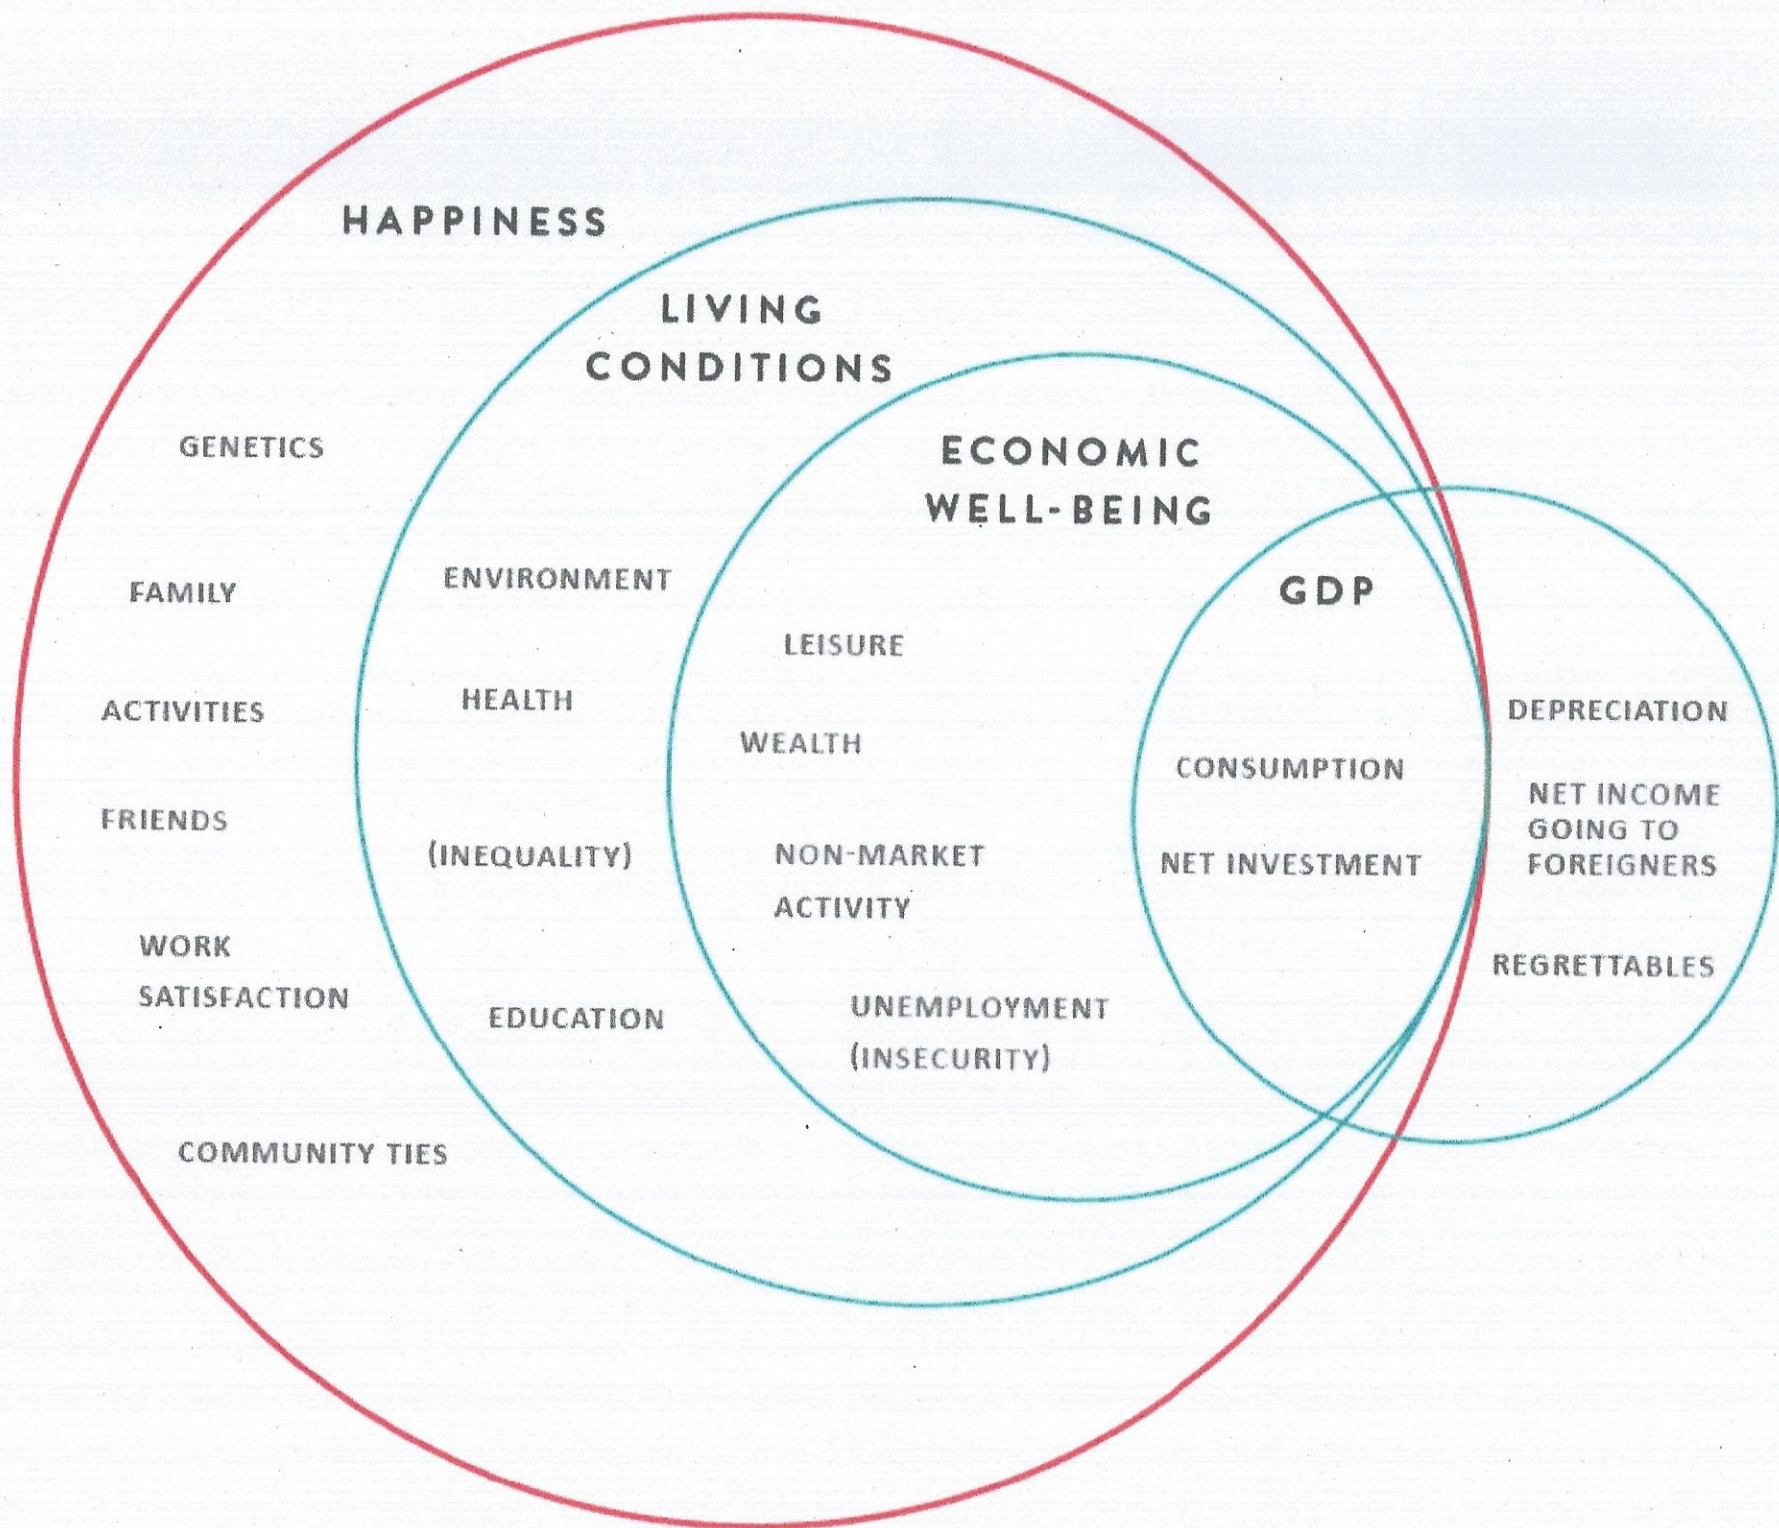 HAPPINESS
LIVING
CONDITIONS
ECONOMIC
WELL-BEING
GDP
GENETICS
FAMILY
ACTIVITIES
FRIENDS
WORK
SATISFACTION
COMMUNITY TIES
ENVIRONMENT
HEALTH
(INEQUALITY)
EDUCATION
LEISURE
WEALTH
NON-MARKET
ACTIVITY
UNEMPLOYMENT
(INSECURITY)
CONSUMPTION
NET INVESTMENT
DEPRECIATION
NET INCOME
GOING TO
FOREIGNERS
REGRETTABLES